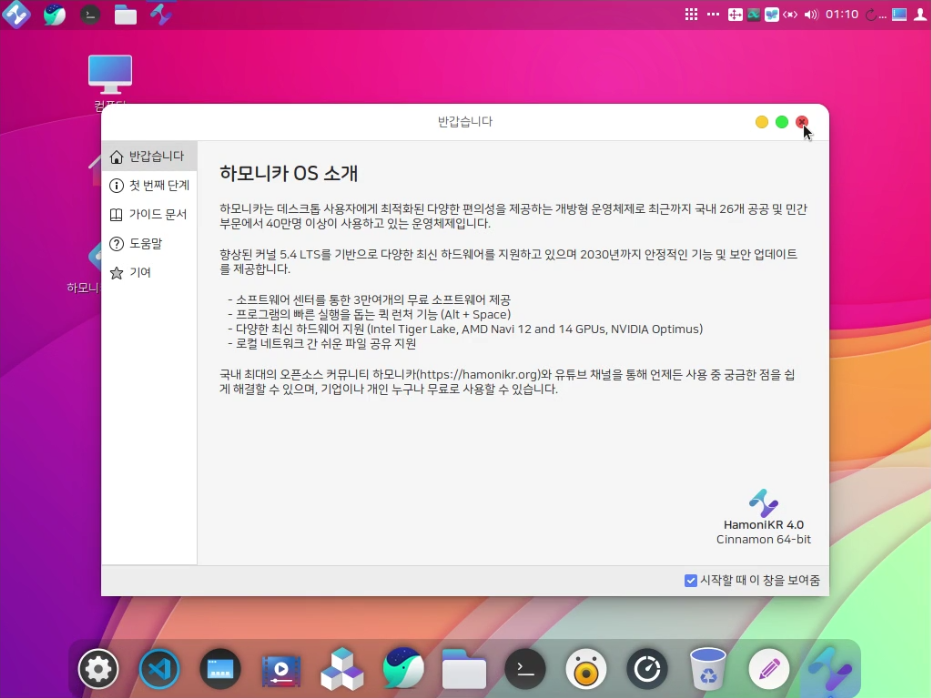 01:10
반갑습니다
반갑습니다
첫 번째 단계
가이드 문서
도움말
기여
하모니카 OS 소개
하모니카는 데스크톱 사용자에게 최적화된 다양한 편의성을 제공하는 개방형 운영체제로 최근까지 국내 26개 공공 및 민간
부문에서 40만명 이상이 사용하고 있는 운영체제입니다.
향상된 커널 5.4 LTS를 기반으로 다양한 최신 하드웨어를 지원하고 있으며 2030년까지 안정적인 기능 및 보안 업데이트
를 제공합니다.
- 소프트웨어 센터를 통한 3만여개의 무료 소프트웨어 제공
- 프로그램의 빠른 실행을 돕는 퀵 런처 기능 (Alt + Space)
- 다양한 최신 하드웨어 지원 (Intel Tiger Lake, AMD Navi 12 and 14 GPUs, NVIDIA Optimus)
- 로컬 네트워크 간 쉬운 파일 공유 지원
국내 최대의 오픈소스 커뮤니티 하모니카(https://hamonikr.org)와 유튜브 채널을 통해 언제든 사용 중 궁금한 점을 쉽
게 해결할 수 있으며, 기업이나 개인 누구나 무료로 사용할 수 있습니다.
HamoniKR 4.0
Cinnamon 64-bit
시작할 때 이 창을 보여줌